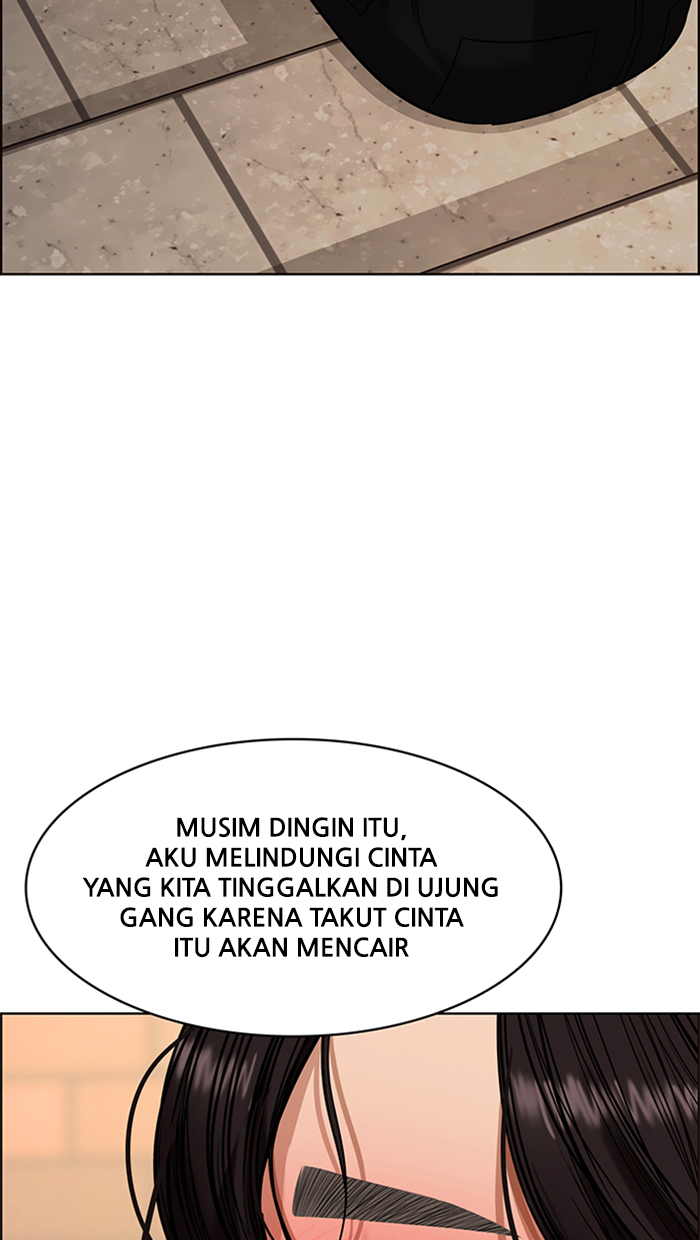 MUSIM DINGIN ITU,
AKU MELINDUNGI CINTA
YANG KITA TINGGALKAN DI UJUNG
GANG KARENA TAKUT CINTA
ITU AKAN MENCAIR